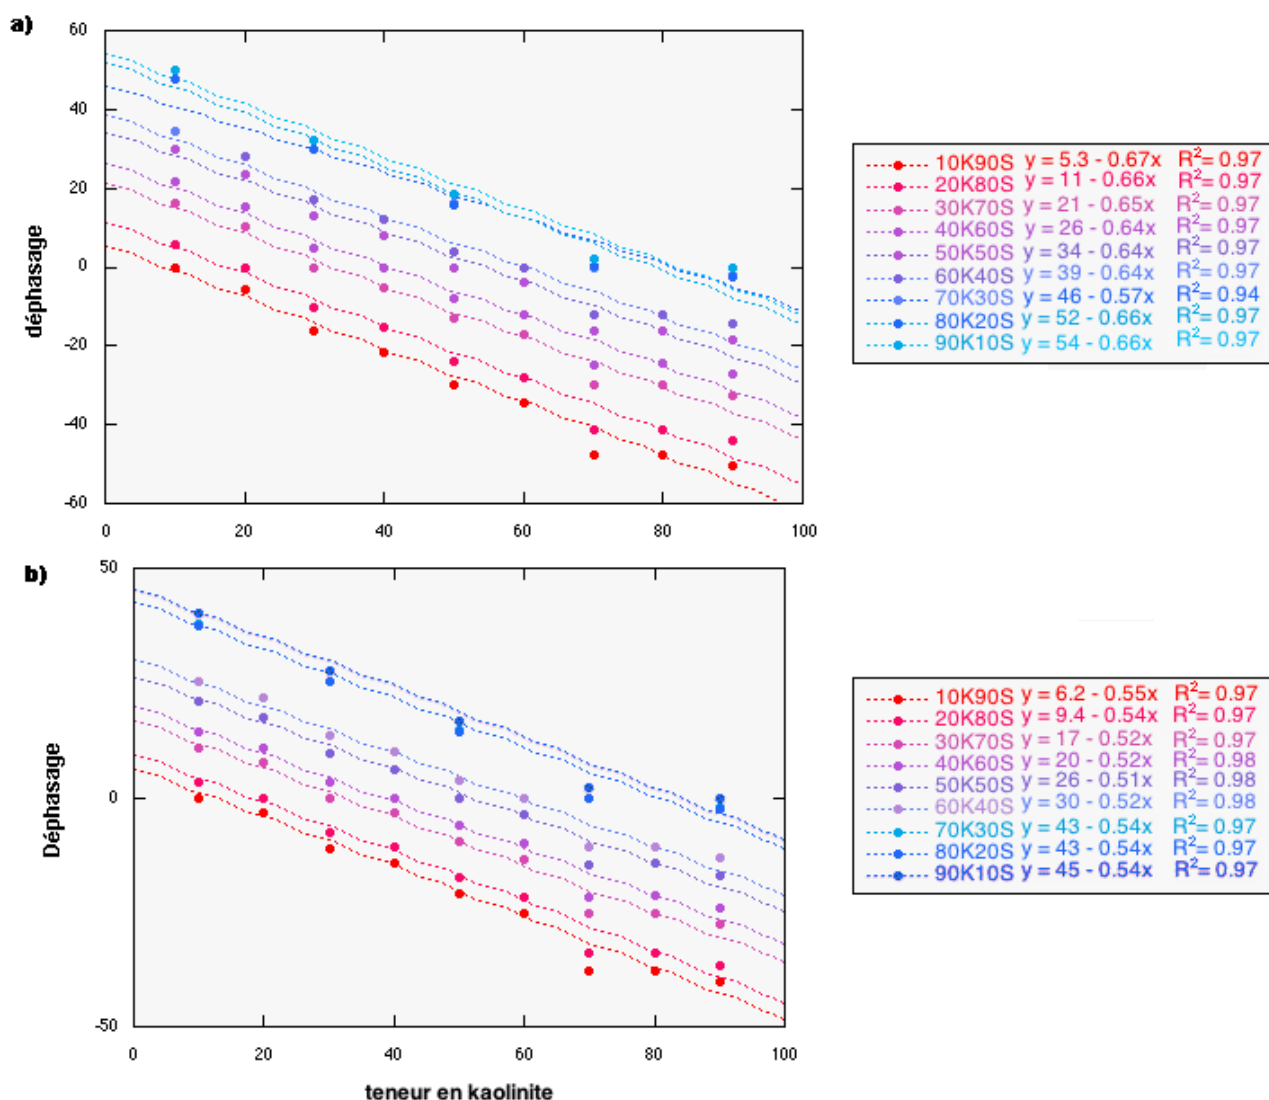 a)
60
40
20
0
-20
-40
-60
déphasage
0 20 40 60 80 100
10K90S y = 5.3 - 0.67x R²= 0.97
20K80S y = 11 - 0.66x R²= 0.97
30K70S y = 21 - 0.65x R²= 0.97
40K60S y = 26 - 0.64x R²= 0.97
50K50S y = 34 - 0.64x R²= 0.97
60K40S y = 39 - 0.64x R²= 0.97
70K30S y = 46 - 0.57x R²= 0.94
80K20S y = 52 - 0.66x R²= 0.97
90K10S y = 54 - 0.66x R²= 0.97
b)
50
0
-50
Déphasage
0 20 40 60 80 100
teneur en kaolinite
10K90S y = 6.2 - 0.55x R²= 0.97
20K80S y = 9.4 - 0.54x R²= 0.97
30K70S y = 17 - 0.52x R²= 0.97
40K60S y = 20 - 0.52x R²= 0.98
50K50S y = 26 - 0.51x R²= 0.98
60K40S y = 30 - 0.52x R²= 0.98
70K30S y = 43 - 0.54x R²= 0.97
80K20S y = 43 - 0.54x R²= 0.97
90K10S y = 45 - 0.54x R²= 0.97